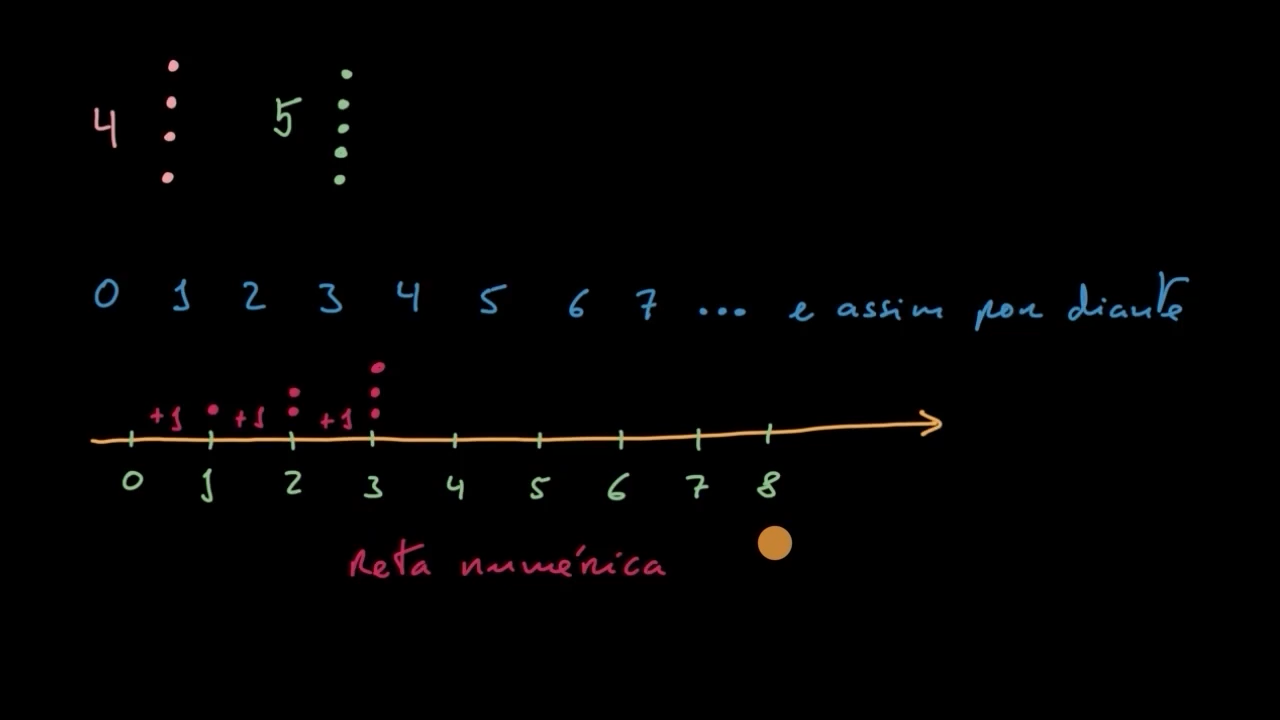 4 5
0 1 2 3 4 5 6 7 ... e assim por diante
+1 +1 +1
0 1 2 3 4 5 6 7 8
Reta numérica